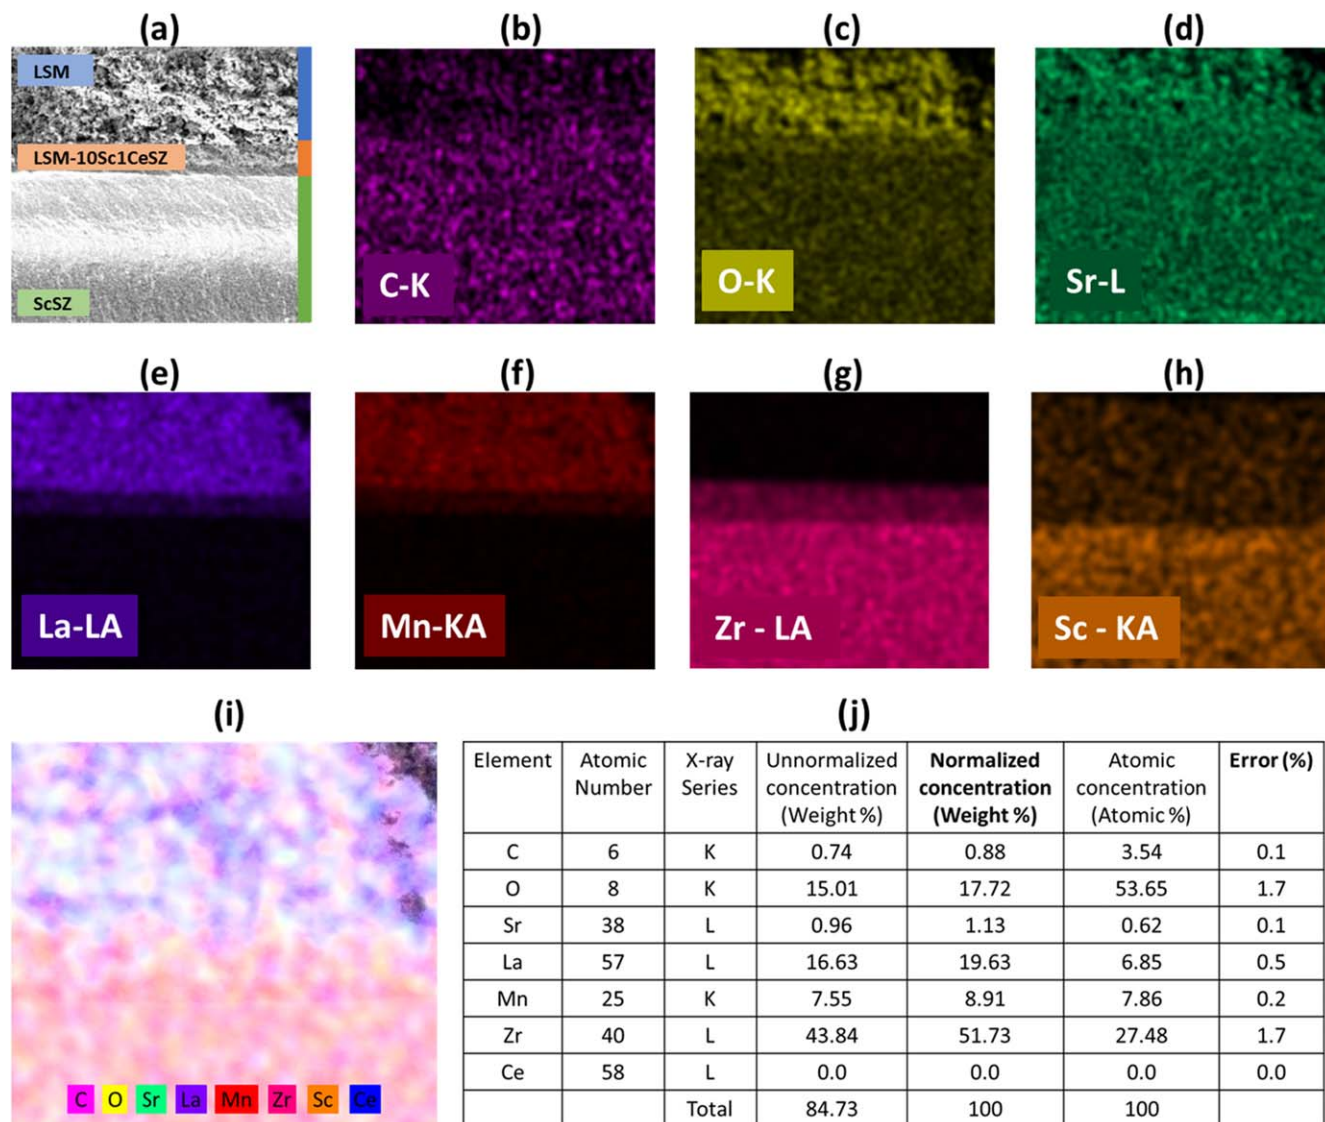 (a)
(b)
(c)
(d)
LSM
LSM-10Sc1CeSZ
ScSZ
C-K
O-K
Sr-L
(e)
(f)
(g)
(h)
La-LA
Mn-KA
Zr - LA
Sc - KA
(i)
(j)
C O Sr La Mn Zr Sc Ce
Element Atomic Number X-ray Series Unnormalized concentration (Weight %) Normalized concentration (Weight %) Atomic concentration (Atomic %) Error (%)
C 6 K 0.74 0.88 3.54 0.1
O 8 K 15.01 17.72 53.65 1.7
Sr 38 L 0.96 1.13 0.62 0.1
La 57 L 16.63 19.63 6.85 0.5
Mn 25 K 7.55 8.91 7.86 0.2
Zr 40 L 43.84 51.73 27.48 1.7
Ce 58 L 0.0 0.0 0.0 0.0
Total 84.73 100 100